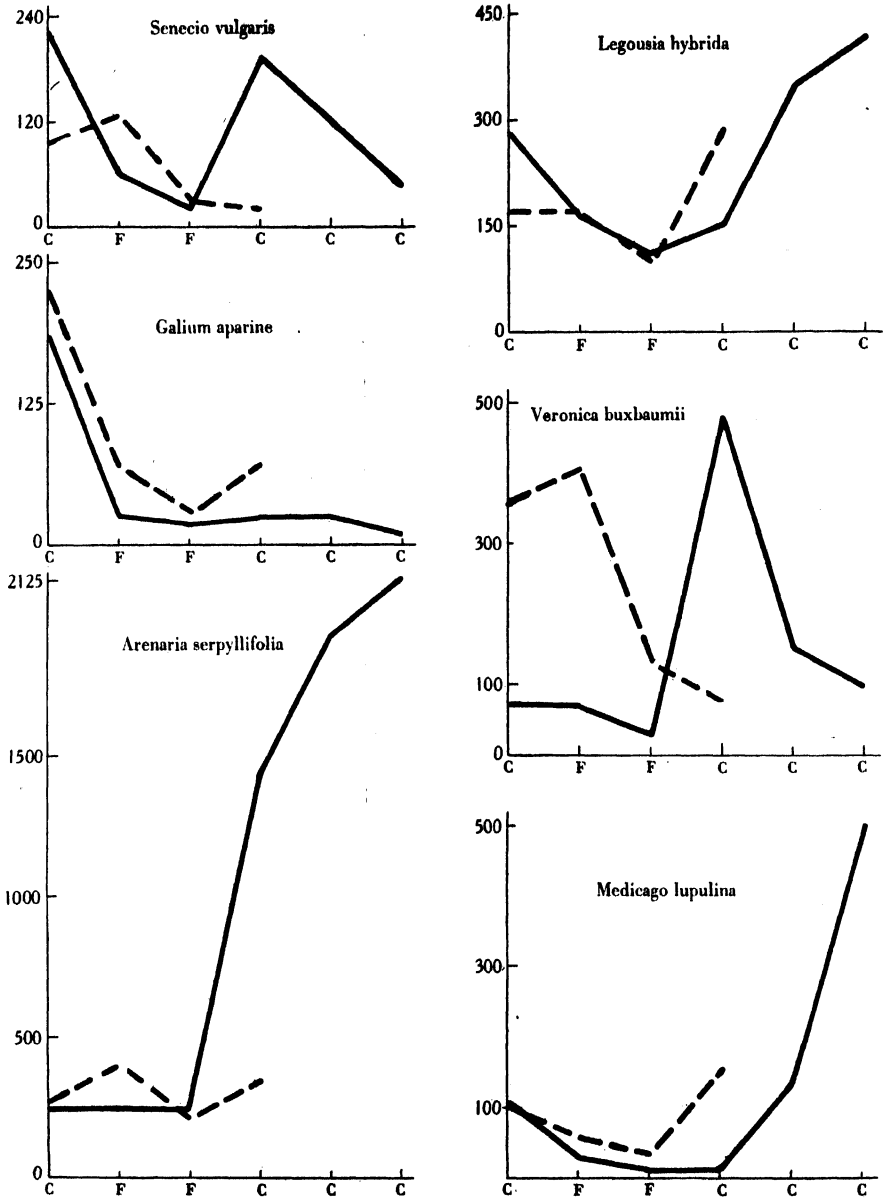 240
Senecio vulgaris
120
0
C F F C C C
250
Galium aparine
125
0
C F F C C C
2125
Arenaria serpyllifolia
1500
1000
500
0
C F F C C C
450
Legousia hybrida
300
150
0
C F F C C C
500
Veronica buxbaumii
300
100
0
C F F C C C
500
Medicago lupulina
300
100
C F F C C C